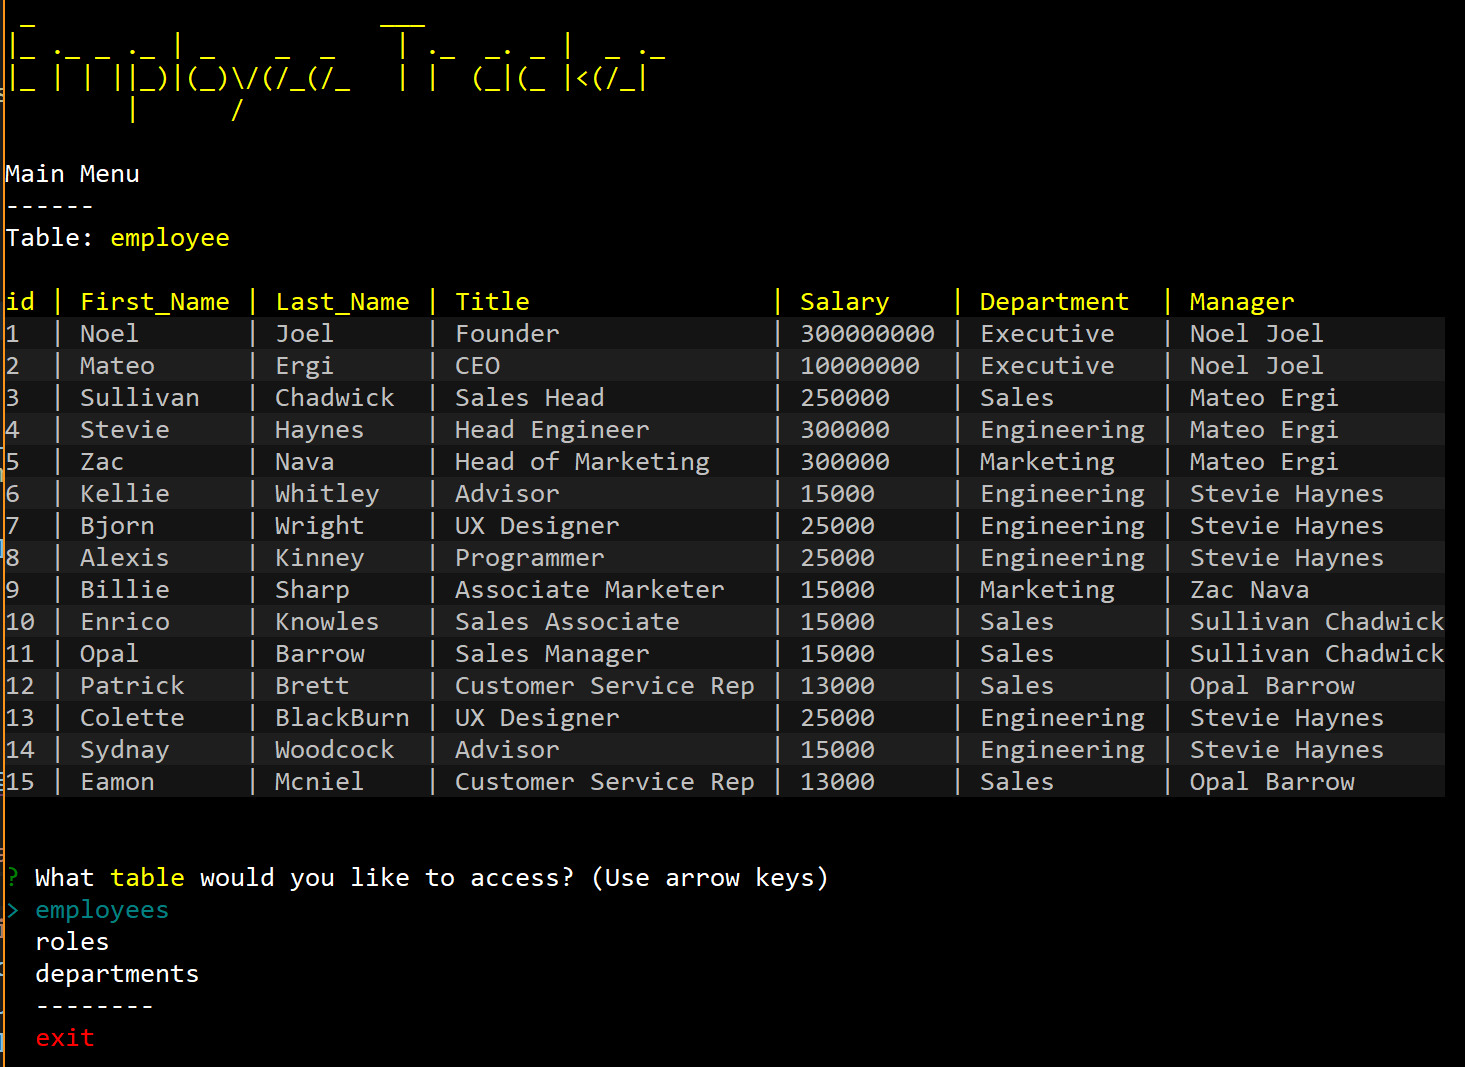 Employee Tracker
Main Menu
------
Table: employee
id | First_Name | Last_Name | Title | Salary | Department | Manager
1 | Noel | Joel | Founder | 300000000 | Executive | Noel Joel
2 | Mateo | Ergi | CEO | 10000000 | Executive | Noel Joel
3 | Sullivan | Chadwick | Sales Head | 250000 | Sales | Mateo Ergi
4 | Stevie | Haynes | Head Engineer | 300000 | Engineering | Mateo Ergi
5 | Zac | Nava | Head of Marketing | 300000 | Marketing | Mateo Ergi
6 | Kellie | Whitley | Advisor | 15000 | Engineering | Stevie Haynes
7 | Bjorn | Wright | UX Designer | 25000 | Engineering | Stevie Haynes
8 | Alexis | Kinney | Programmer | 25000 | Engineering | Stevie Haynes
9 | Billie | Sharp | Associate Marketer | 15000 | Marketing | Zac Nava
10 | Enrico | Knowles | Sales Associate | 15000 | Sales | Sullivan Chadwick
11 | Opal | Barrow | Sales Manager | 15000 | Sales | Sullivan Chadwick
12 | Patrick | Brett | Customer Service Rep | 13000 | Sales | Opal Barrow
13 | Colette | BlackBurn | UX Designer | 25000 | Engineering | Stevie Haynes
14 | Sydnay | Woodcock | Advisor | 15000 | Engineering | Stevie Haynes
15 | Eamon | Mcniel | Customer Service Rep | 13000 | Sales | Opal Barrow
? What table would you like to access? (Use arrow keys)
> employees
roles
departments
--------
exit